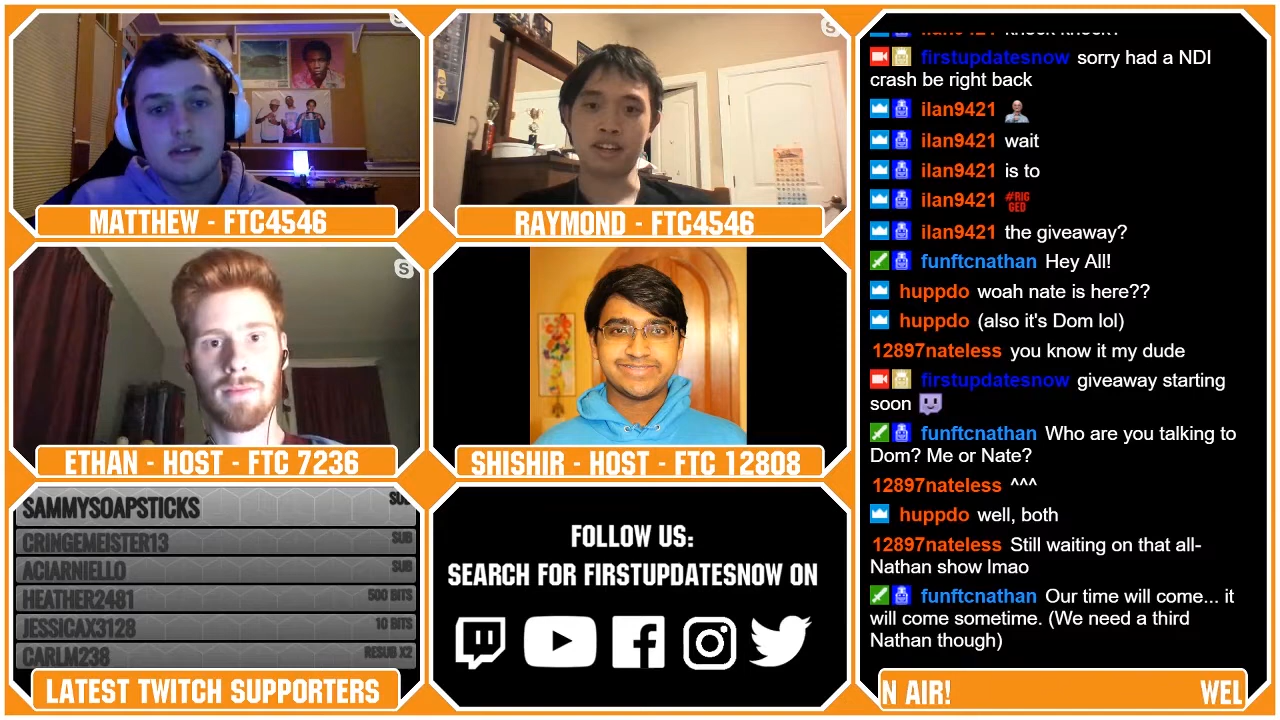 MATTHEW - FTC4546
RAYMOND - FTC4546
ETHAN - HOST - FTC 7236
SHISHIR - HOST - FTC 12808
SAMMYSOAPSTICKS SUB
CRINGEMEISTER13 SUB
ACIARNIELLO SUB
HEATHER2481 500 BITS
JESSICAX3128 10 BITS
CARLM238 RESUB X2
LATEST TWITCH SUPPORTERS
FOLLOW US:
SEARCH FOR FIRSTUPDATESNOW ON
firstupdatesnow sorry had a NDI
crash be right back
ilan9421
ilan9421 wait
ilan9421 is to
ilan9421 #RIG
GED
ilan9421 the giveaway?
funftcnathan Hey All!
huppdo woah nate is here??
huppdo (also it's Dom lol)
12897nateless you know it my dude
firstupdatesnow giveaway starting
soon
funftcnathan Who are you talking to
Dom? Me or Nate?
12897nateless ^^^
huppdo well, both
12897nateless Still waiting on that all-
Nathan show lmao
funftcnathan Our time will come... it
will come sometime. (We need a third
Nathan though)
N AIR! WEL